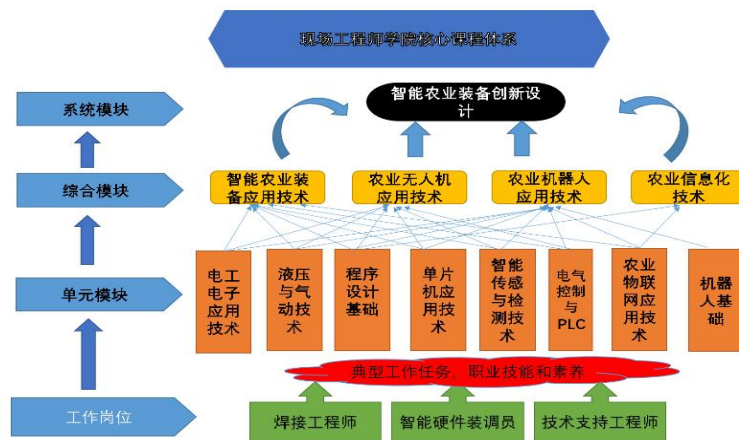 现场工程师学院核心课程体系
智能农业装备创新设
计
系统模块
综合模块
智能农业装
备应用技术
农业无人机
应用技术
农业机器人
应用技术
农业信息化
技术
单元模块
电工
电子
应用
技术
液压
与气
动技
术
程序
设计
基础
单片
机应
用技
术
智能
传感
与检
测技
术
电气
控制
与
PLC
农业
物联
网应
用技
术
机器
人基
础
典型工作任务、职业技能和素养
工作岗位
焊接工程师
智能硬件装调员
技术支持工程师